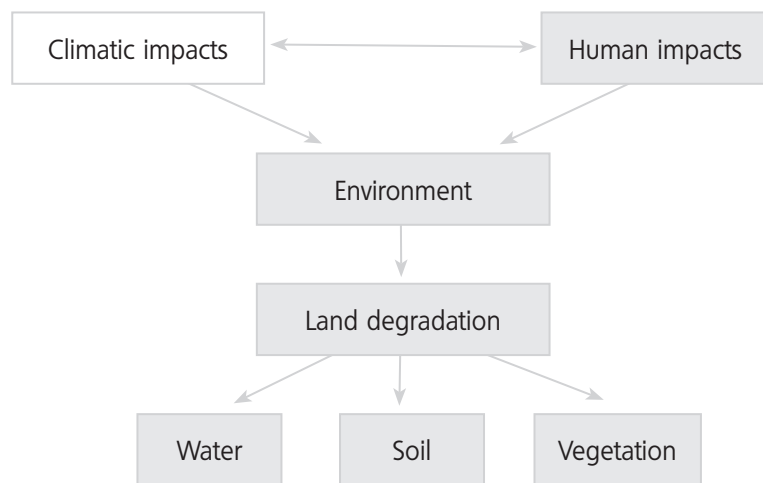 Climatic impacts
Human impacts
Environment
Land degradation
Water
Soil
Vegetation